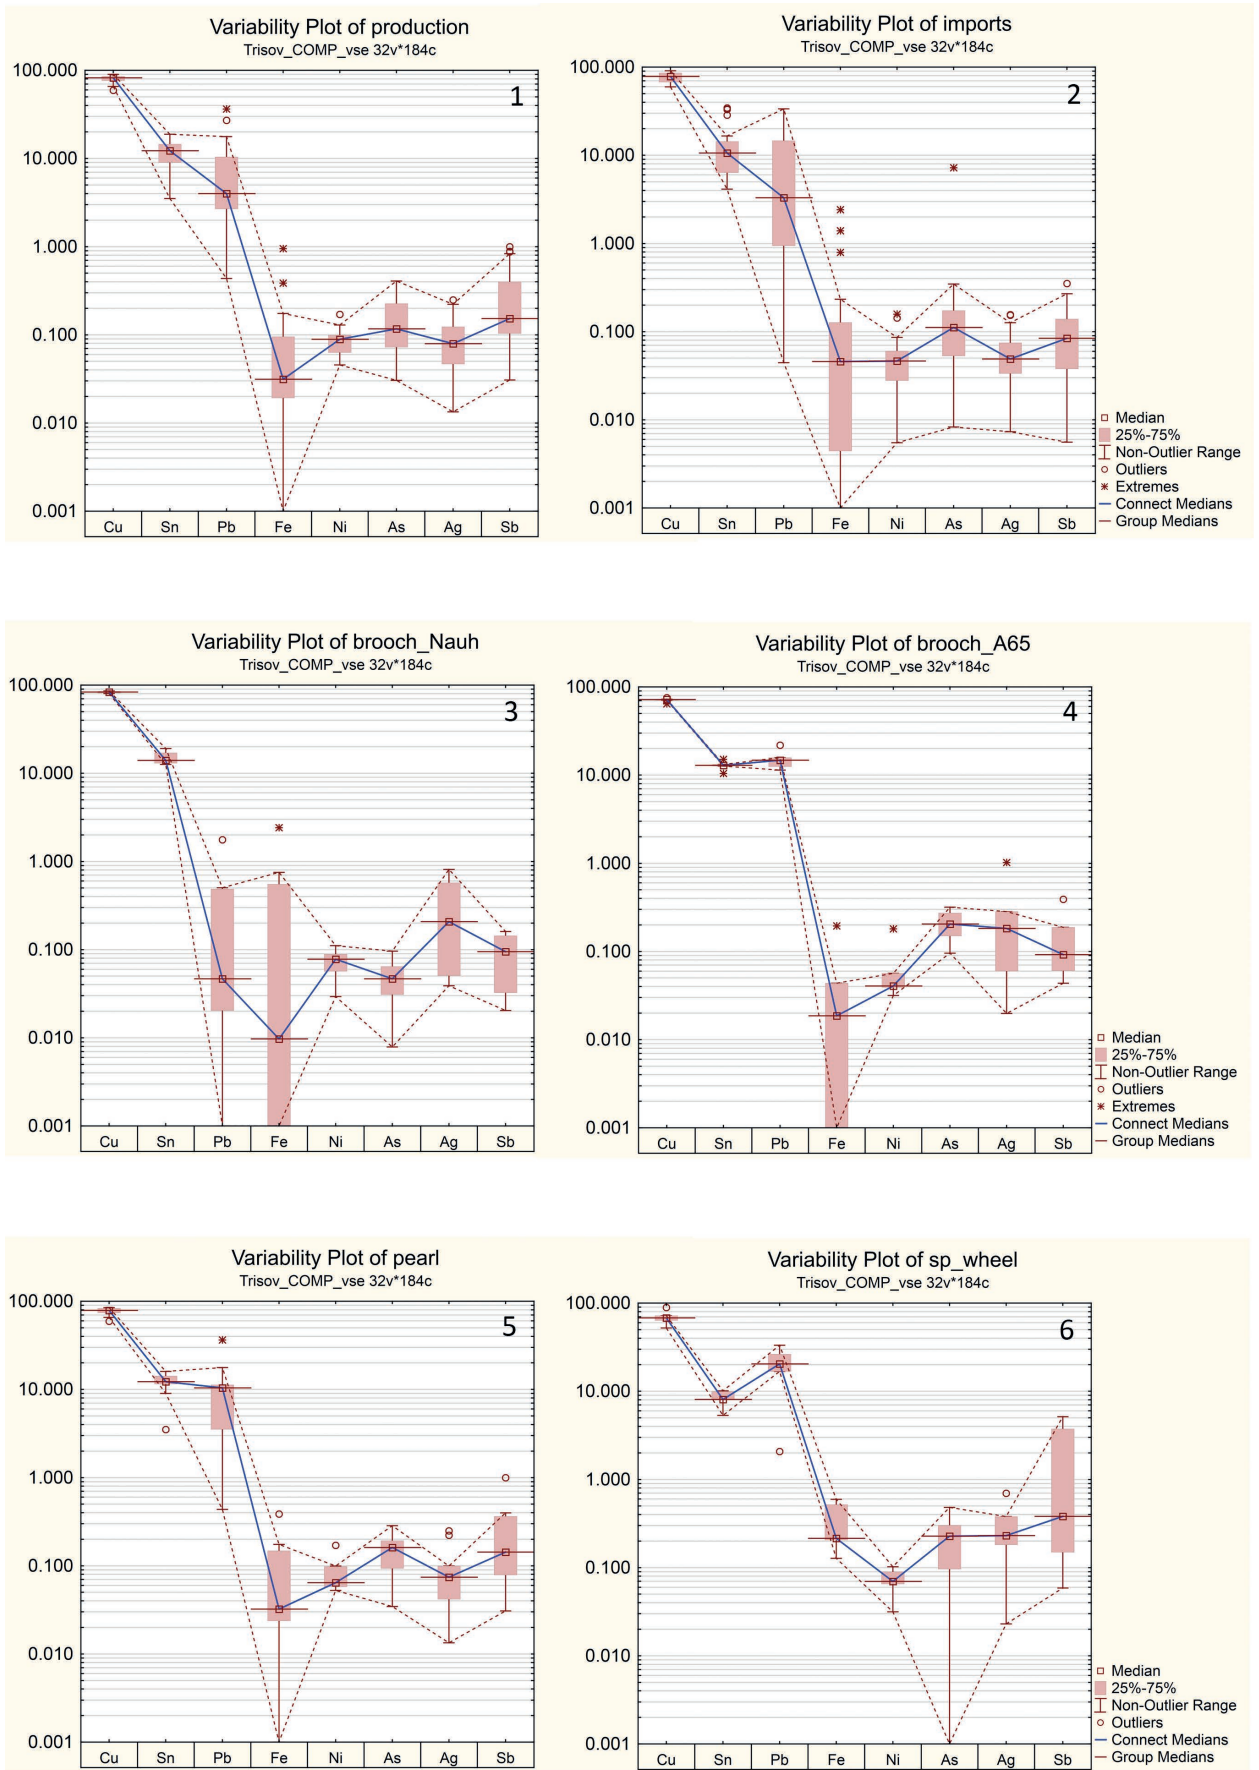 Variability Plot of production
Trisov_COMP_vse 32v*184c
1
100.000
10.000
1.000
0.100
0.010
0.001
Cu Sn Pb Fe Ni As Ag Sb
Variability Plot of imports
Trisov_COMP_vse 32v*184c
2
100.000
10.000
1.000
0.100
0.010
0.001
Cu Sn Pb Fe Ni As Ag Sb
Median
25%-75%
Non-Outlier Range
Outliers
Extremes
Connect Medians
Group Medians
Variability Plot of brooch_Nauh
Trisov_COMP_vse 32v*184c
3
100.000
10.000
1.000
0.100
0.010
0.001
Cu Sn Pb Fe Ni As Ag Sb
Variability Plot of brooch_A65
Trisov_COMP_vse 32v*184c
4
100.000
10.000
1.000
0.100
0.010
0.001
Cu Sn Pb Fe Ni As Ag Sb
Median
25%-75%
Non-Outlier Range
Outliers
Extremes
Connect Medians
Group Medians
Variability Plot of pearl
Trisov_COMP_vse 32v*184c
5
100.000
10.000
1.000
0.100
0.010
0.001
Cu Sn Pb Fe Ni As Ag Sb
Variability Plot of sp_wheel
Trisov_COMP_vse 32v*184c
6
100.000
10.000
1.000
0.100
0.010
0.001
Cu Sn Pb Fe Ni As Ag Sb
Median
25%-75%
Non-Outlier Range
Outliers
Connect Medians
Group Medians